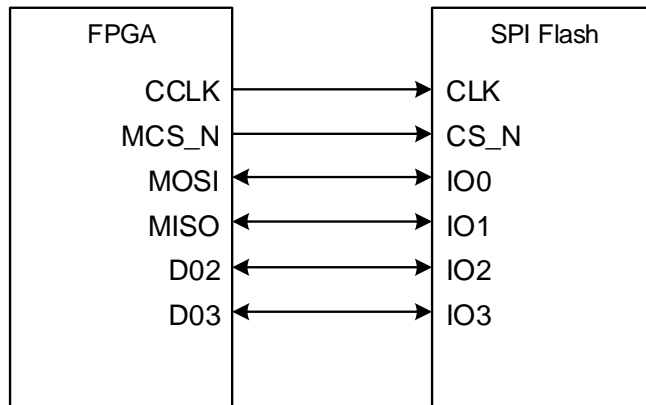 FPGA SPI Flash
CCLK CLK
MCS_N CS_N
MOSI IO0
MISO IO1
D02 IO2
D03 IO3